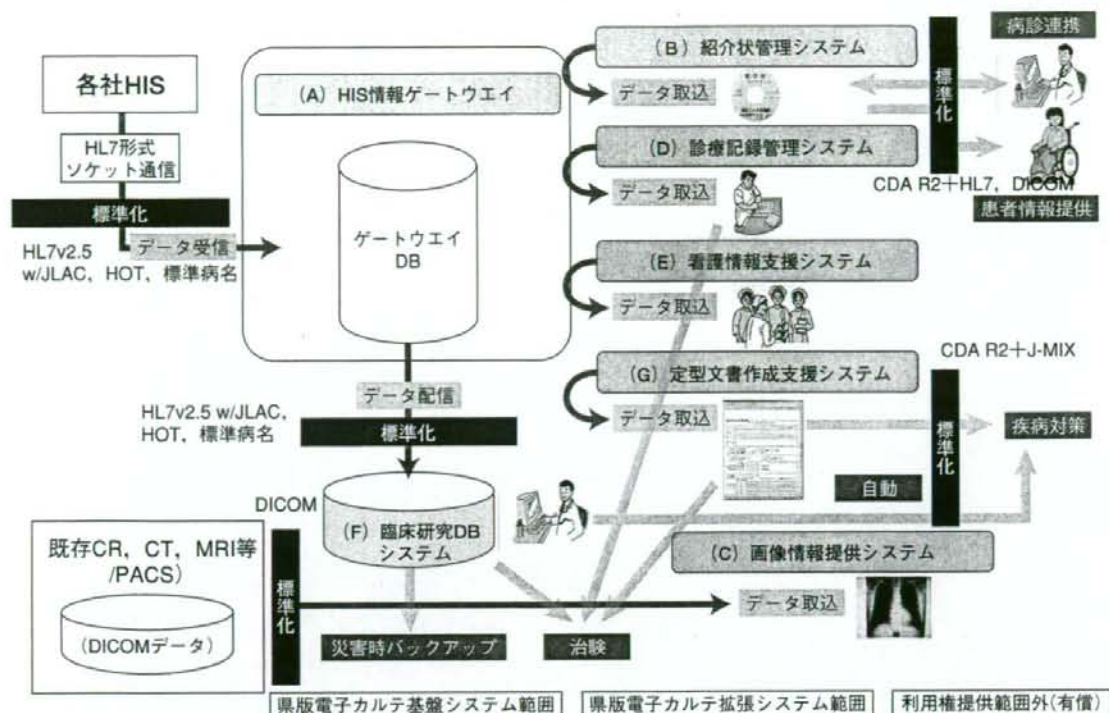 各社HIS
HL7形式
ソケット通信
標準化
HL7v2.5
w/JLAC, HOT, 標準病名
データ受信
(A) HIS情報ゲートウエイ
ゲートウエイ
DB
データ配信
HL7v2.5 w/JLAC,
HOT, 標準病名
標準化
(B) 紹介状管理システム
データ取込
(D) 診療記録管理システム
データ取込
(E) 看護情報支援システム
データ取込
(G) 定型文書作成支援システム
データ取込
標準化
病診連携
CDA R2+HL7, DICOM
患者情報提供
CDA R2+J-MIX
標準化
疾病対策
自動
DICOM
(F) 臨床研究DB
システム
既存CR, CT, MRI等
/PACS)
(DICOMデータ)
標準化
(C) 画像情報提供システム
データ取込
災害時バックアップ
治験
県版電子カルテ基盤システム範囲
県版電子カルテ拡張システム範囲
利用権提供範囲外(有償)